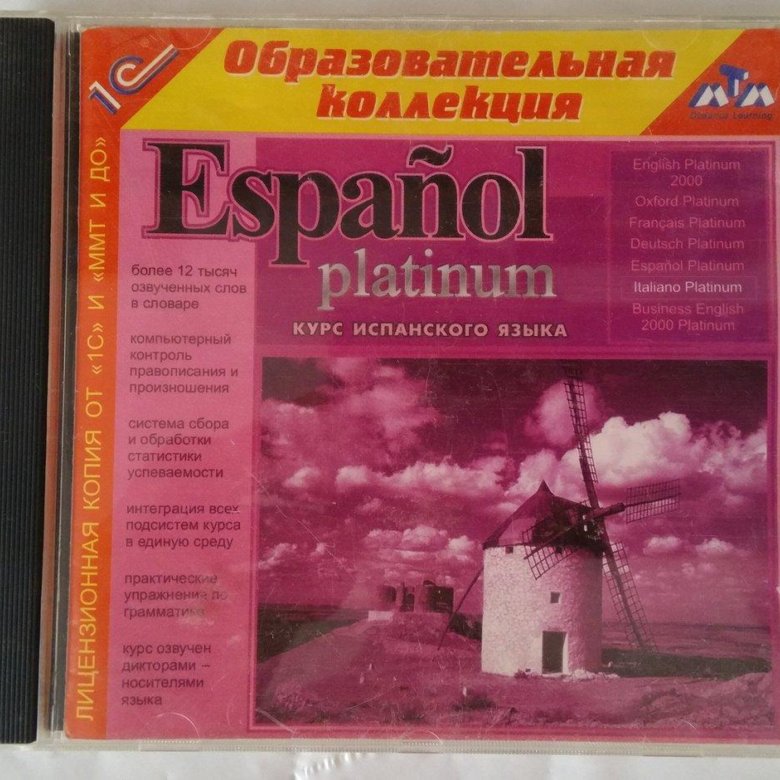 1С
Образовательная
коллекция
МТМ
Distance Learning
ЛИЦЕНЗИОННАЯ КОПИЯ ОТ «1С» И «ММТ И ДО»
Español
platinum
КУРС ИСПАНСКОГО ЯЗЫКА
English Platinum
2000
Oxford Platinum
Français Platinum
Deutsch Platinum
Español Platinum
Italiano Platinum
Business English
2000 Platinum
более 12 тысяч
озвученных слов
в словаре
компьютерный
контроль
правописания и
произношения
система сбора
и обработки
статистики
успеваемости
интеграция всех
подсистем курса
в единую среду
практические
упражнение по
грамматике
курс озвучен
дикторами –
носителями
языка